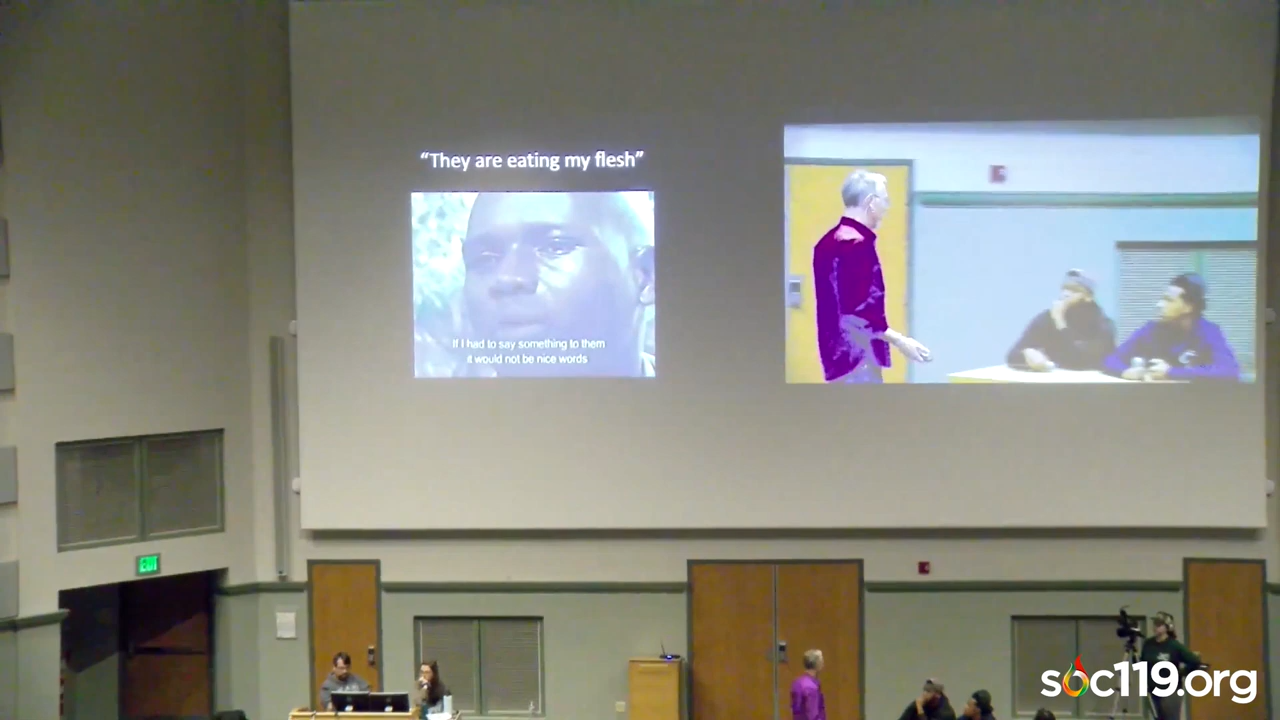 “They are eating my flesh”
If I had to say something to them
it would not be nice words
EXIT
soc119.org